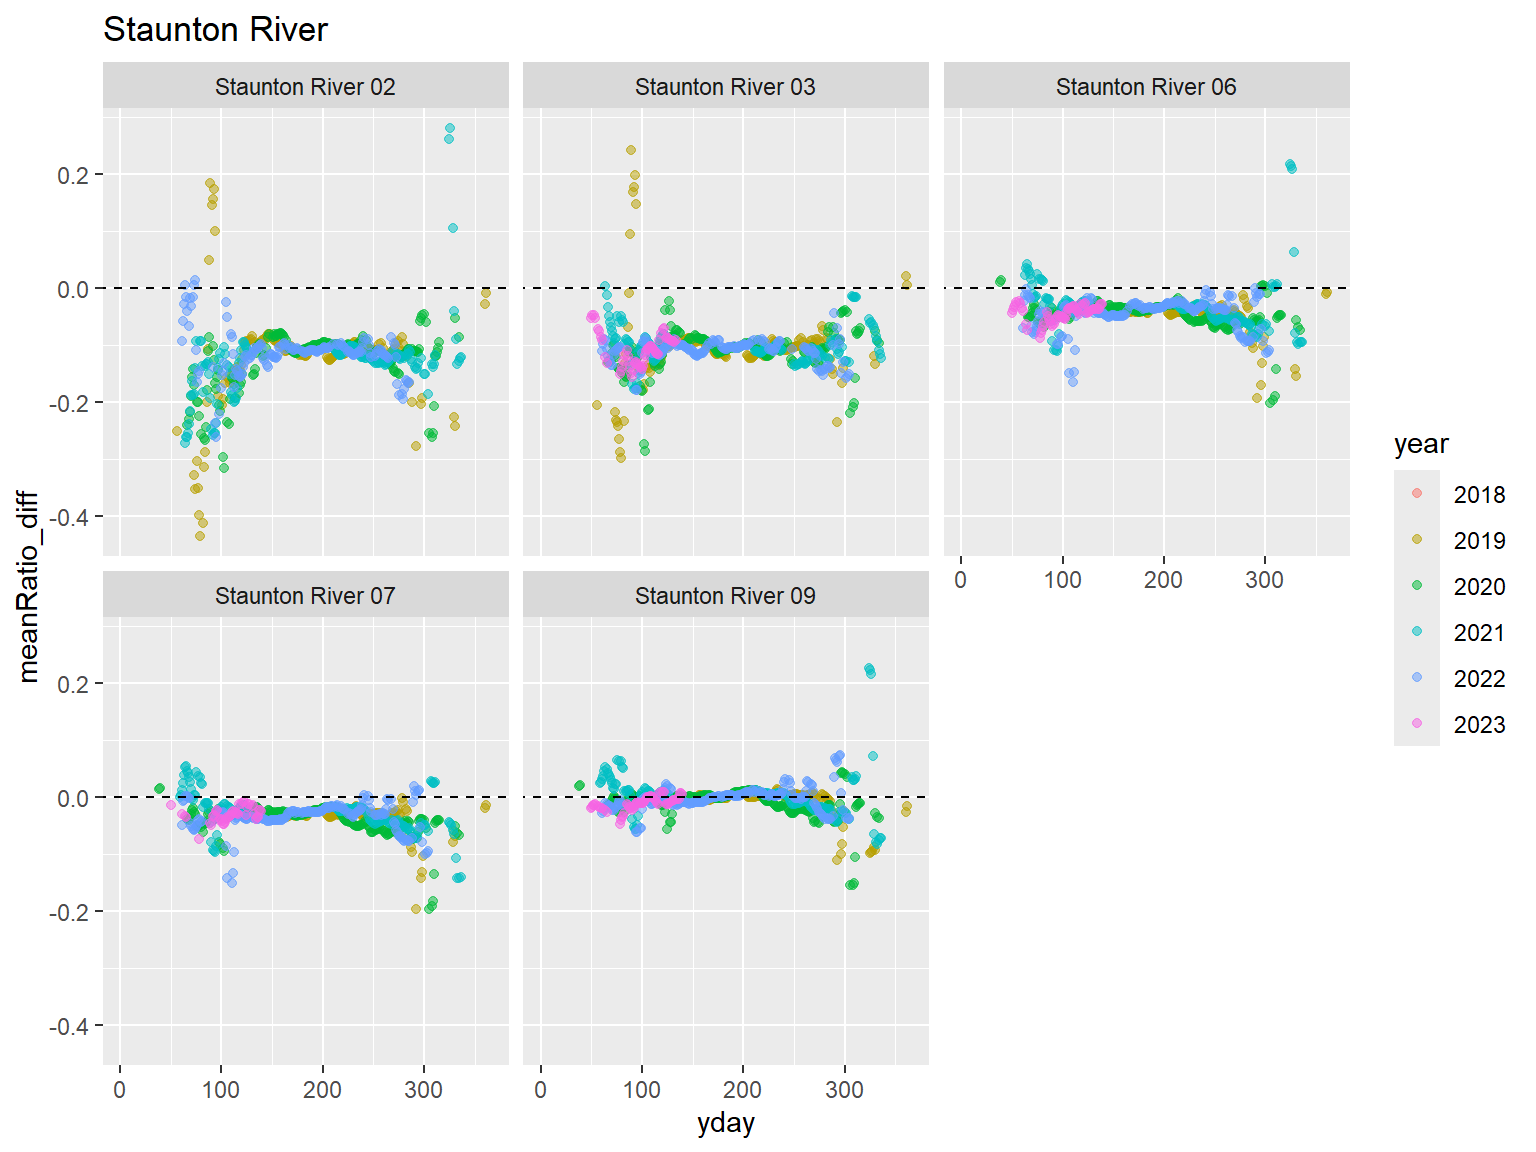 Staunton River
Staunton River 02
Staunton River 03
Staunton River 06
0.2
0.0
-0.2
-0.4
0
100
200
300
Staunton River 07
Staunton River 09
0.2
0.0
-0.2
-0.4
0
100
200
300
0
100
200
300
yday
meanRatio_diff
year
2018
2019
2020
2021
2022
2023